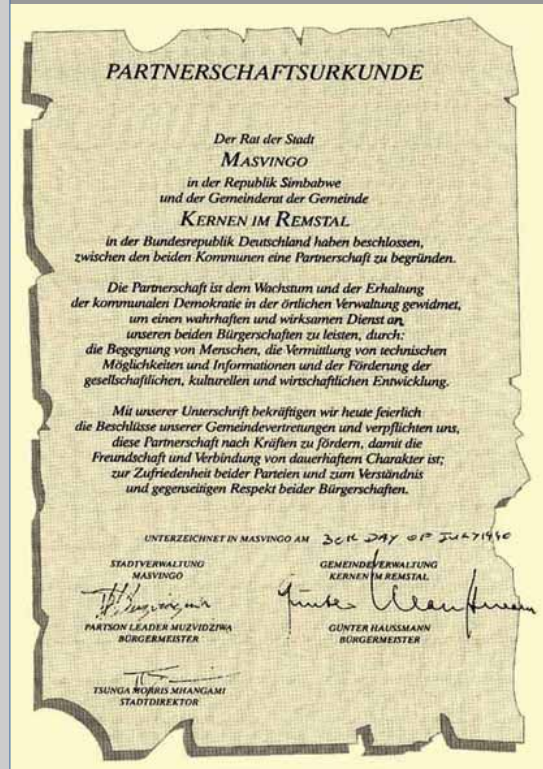 PARTNERSCHAFTSURKUNDE
Der Rat der Stadt
MASVINGO
in der Republik Simbabwe
und der Gemeinderat der Gemeinde
KERNEN IM REMSTAL
in der Bundesrepublik Deutschland haben beschlossen,
zwischen den beiden Kommunen eine Partnerschaft zu begründen.
Die Partnerschaft ist dem Wachstum und der Erhaltung
der kommunalen Demokratie in der örtlichen Verwaltung gewidmet,
um einen wahrhaften und wirksamen Dienst an
unseren beiden Bürgerschaften zu leisten, durch:
die Begegnung von Menschen, die Vermittlung von technischen
Möglichkeiten und Informationen und der Förderung der
gesellschaftlichen, kulturellen und wirtschaftlichen Entwicklung.
Mit unserer Unterschrift bekräftigen wir heute feierlich
die Beschlüsse unserer Gemeindevertretungen und verpflichten uns,
diese Partnerschaft nach Kräften zu fördern, damit die
Freundschaft und Verbindung von dauerhaftem Charakter ist;
zur Zufriedenheit beider Parteien und zum Verständnis
und gegenseitigen Respekt beider Bürgerschaften.
UNTERZEICHNET IN MASVINGO AM DAY OF JULY 1990
STADTVERWALTUNG
MASVINGO
PARTSON LEADER MUZVIDZIWA
BÜRGERMEISTER
GEMEINDEVERWALTUNG
KERNEN IM REMSTAL
GÜNTER HAUSSMANN
BÜRGERMEISTER
TSUNGA MORRIS MHANGAMI
STADTDIREKTOR